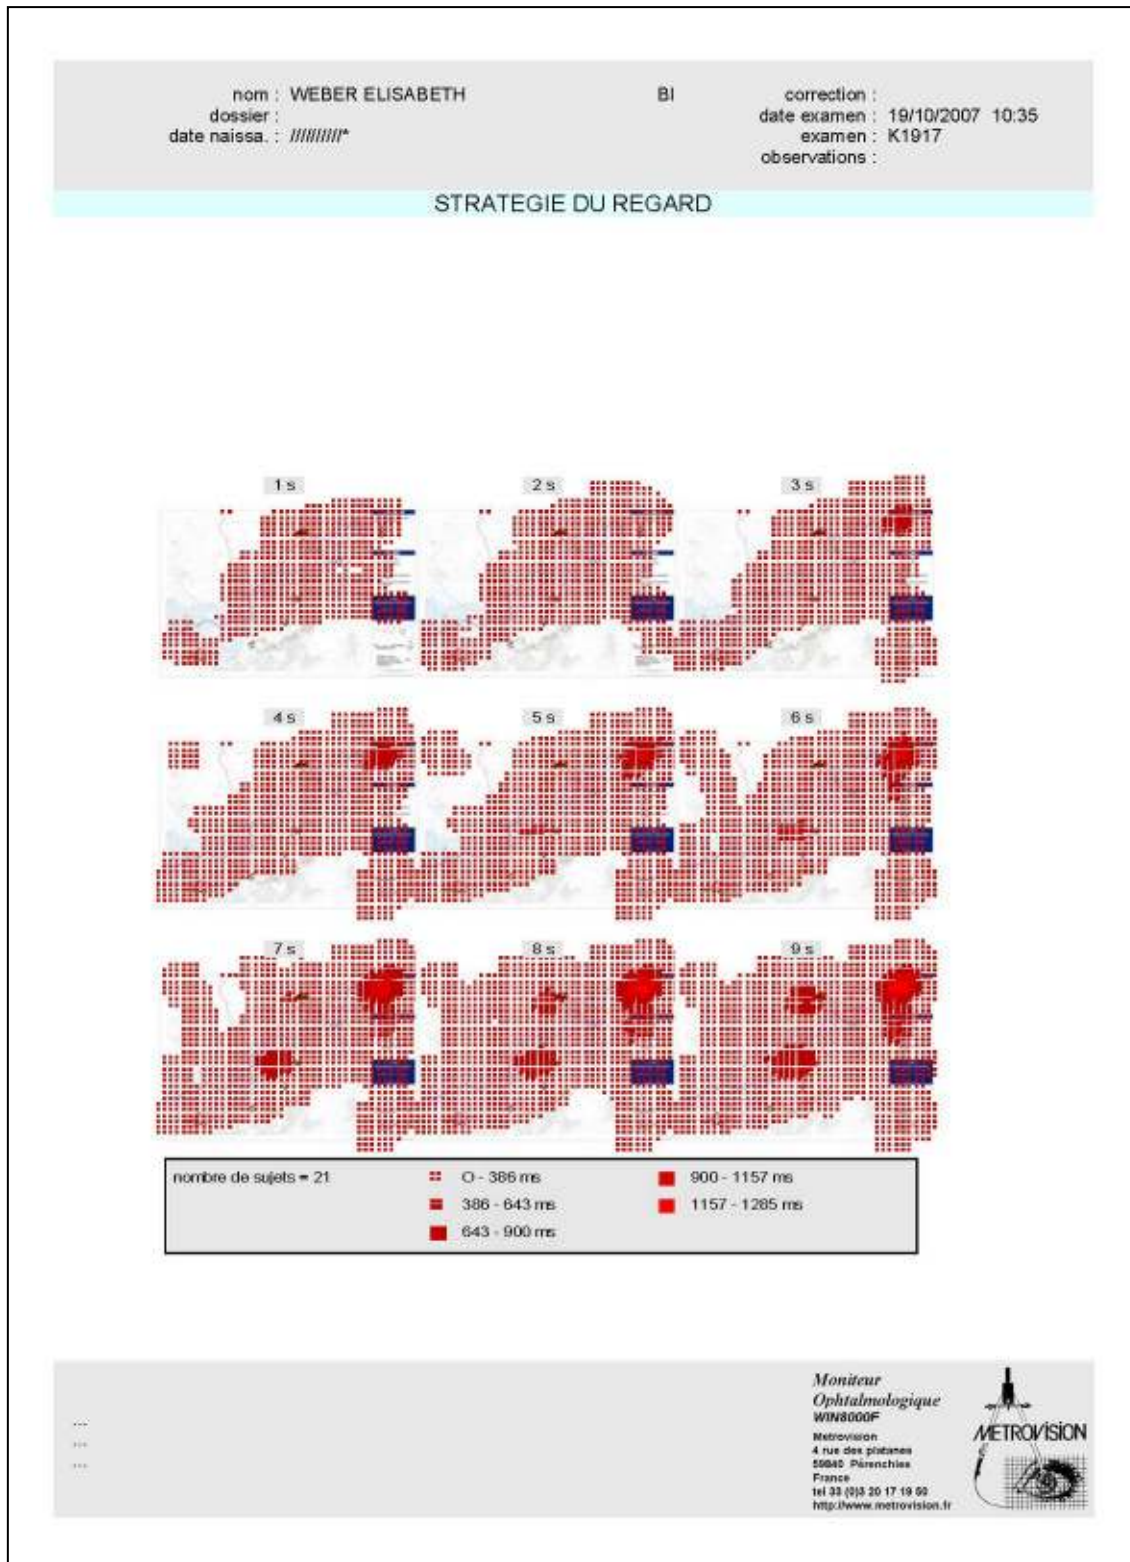 nom : WEBER ELISABETH
dossier :
date naissa. : //////////*
BI
correction :
date examen : 19/10/2007 10:35
examen : K1917
observations :
STRATEGIE DU REGARD
1 s
2 s
3 s
4 s
5 s
6 s
7 s
8 s
9 s
nombre de sujets = 21
O - 386 ms
386 - 643 ms
643 - 900 ms
900 - 1157 ms
1157 - 1285 ms
---
---
---
Moniteur
Ophtalmologique
WIN8000F
Metrovision
4 rue des platanes
59840 Pérenchies
France
tel 33 (0)3 20 17 19 50
http://www.metrovision.fr
METROVISION